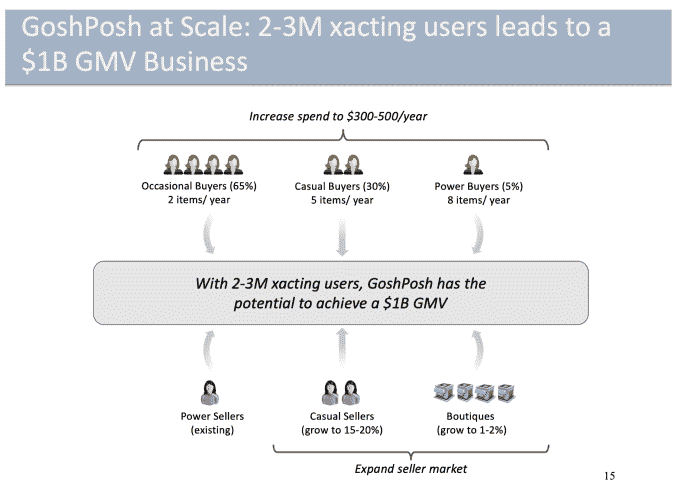 GoshPosh at Scale: 2-3M xacting users leads to a
$1B GMV Business
Increase spend to $300-500/year
Occasional Buyers (65%)
2 items/ year
Casual Buyers (30%)
5 items/ year
Power Buyers (5%)
8 items/ year
With 2-3M xacting users, GoshPosh has the
potential to achieve a $1B GMV
Power Sellers
(existing)
Casual Sellers
(grow to 15-20%)
Boutiques
(grow to 1-2%)
Expand seller market
15